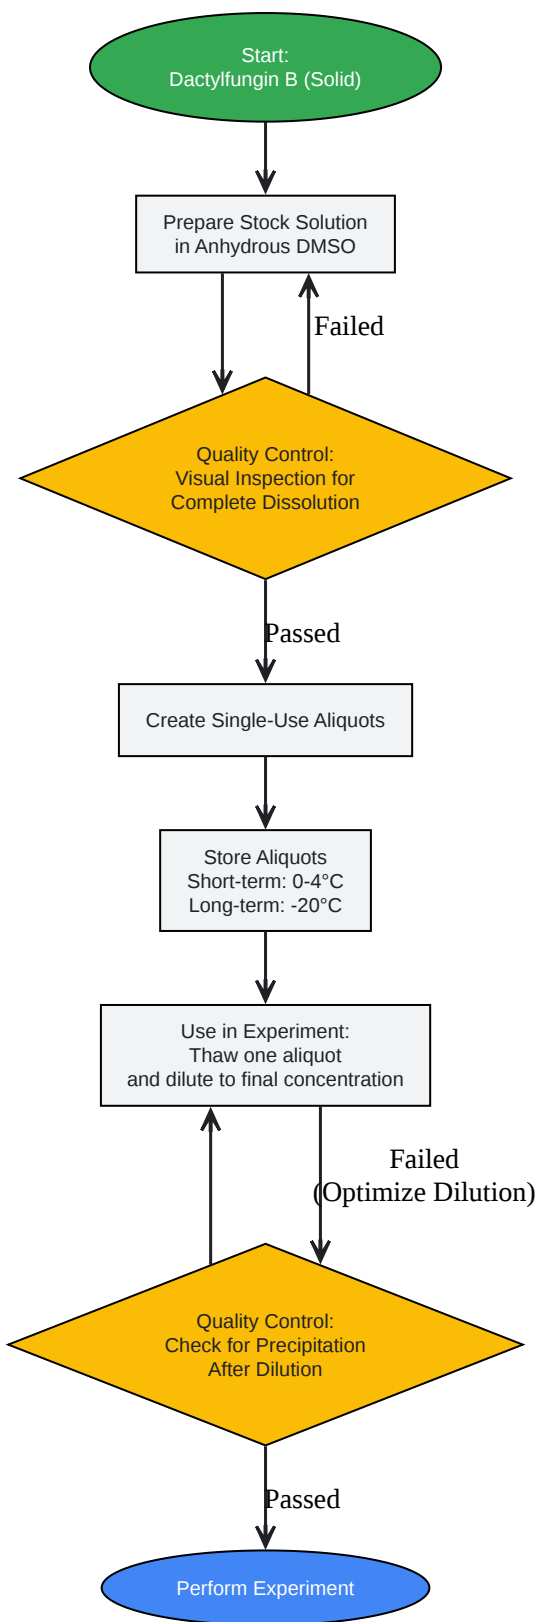 Start:
Dactylfungin B (Solid)
Prepare Stock Solution
in Anhydrous DMSO
Failed
Quality Control:
Visual Inspection for
Complete Dissolution
Passed
Create Single-Use Aliquots
Store Aliquots
Short-term: 0-4°C
Long-term: -20°C
Use in Experiment:
Thaw one aliquot
and dilute to final concentration
Failed
(Optimize Dilution)
Quality Control:
Check for Precipitation
After Dilution
Passed
Perform Experiment